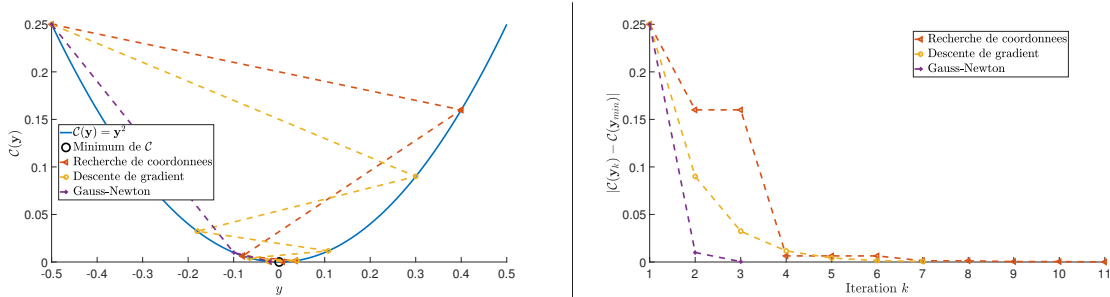 0.25
0.2
0.15
0.1
0.05
0
-0.5 -0.4 -0.3 -0.2 -0.1 0 0.1 0.2 0.3 0.4 0.5
y
C(y)
C(y) = y²
Minimum de C
Recherche de coordonnees
Descente de gradient
Gauss-Newton
0.25
0.2
0.15
0.1
0.05
0
1 2 3 4 5 6 7 8 9 10 11
Iteration k
|C(y_k) − C(y_min)|
Recherche de coordonnees
Descente de gradient
Gauss-Newton